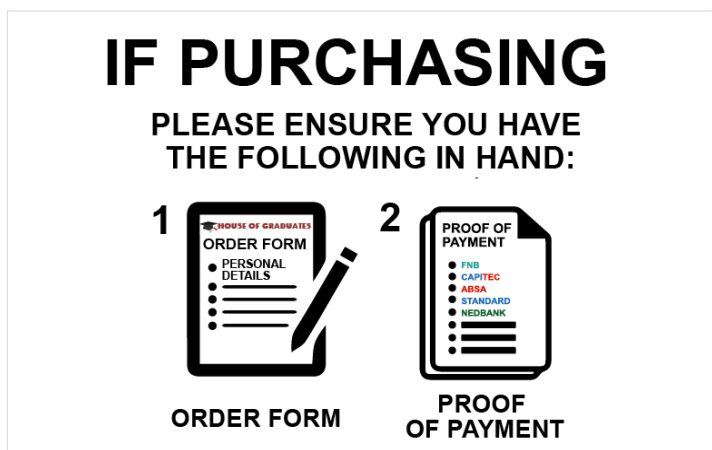 IF PURCHASING
PLEASE ENSURE YOU HAVE
THE FOLLOWING IN HAND:
1
HOUSE OF GRADUATES
ORDER FORM
PERSONAL
DETAILS
ORDER FORM
2
PROOF OF
PAYMENT
FNB
CAPITEC
ABSA
STANDARD
NEDBANK
PROOF
OF PAYMENT